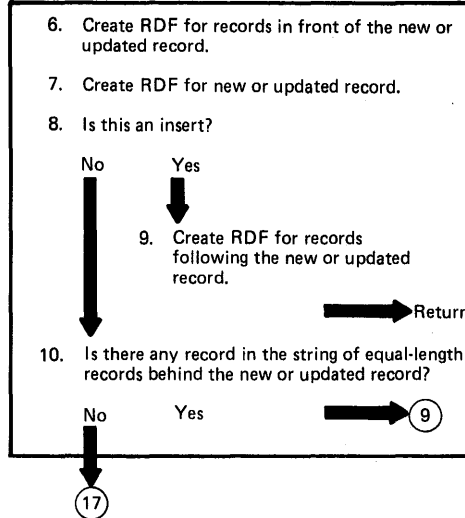 6. Create RDF for records in front of the new or
updated record.
7. Create RDF for new or updated record.
8. Is this an insert?
No Yes
9. Create RDF for records
following the new or updated
record.
Return
10. Is there any record in the string of equal-length
records behind the new or updated record?
No Yes 9
17